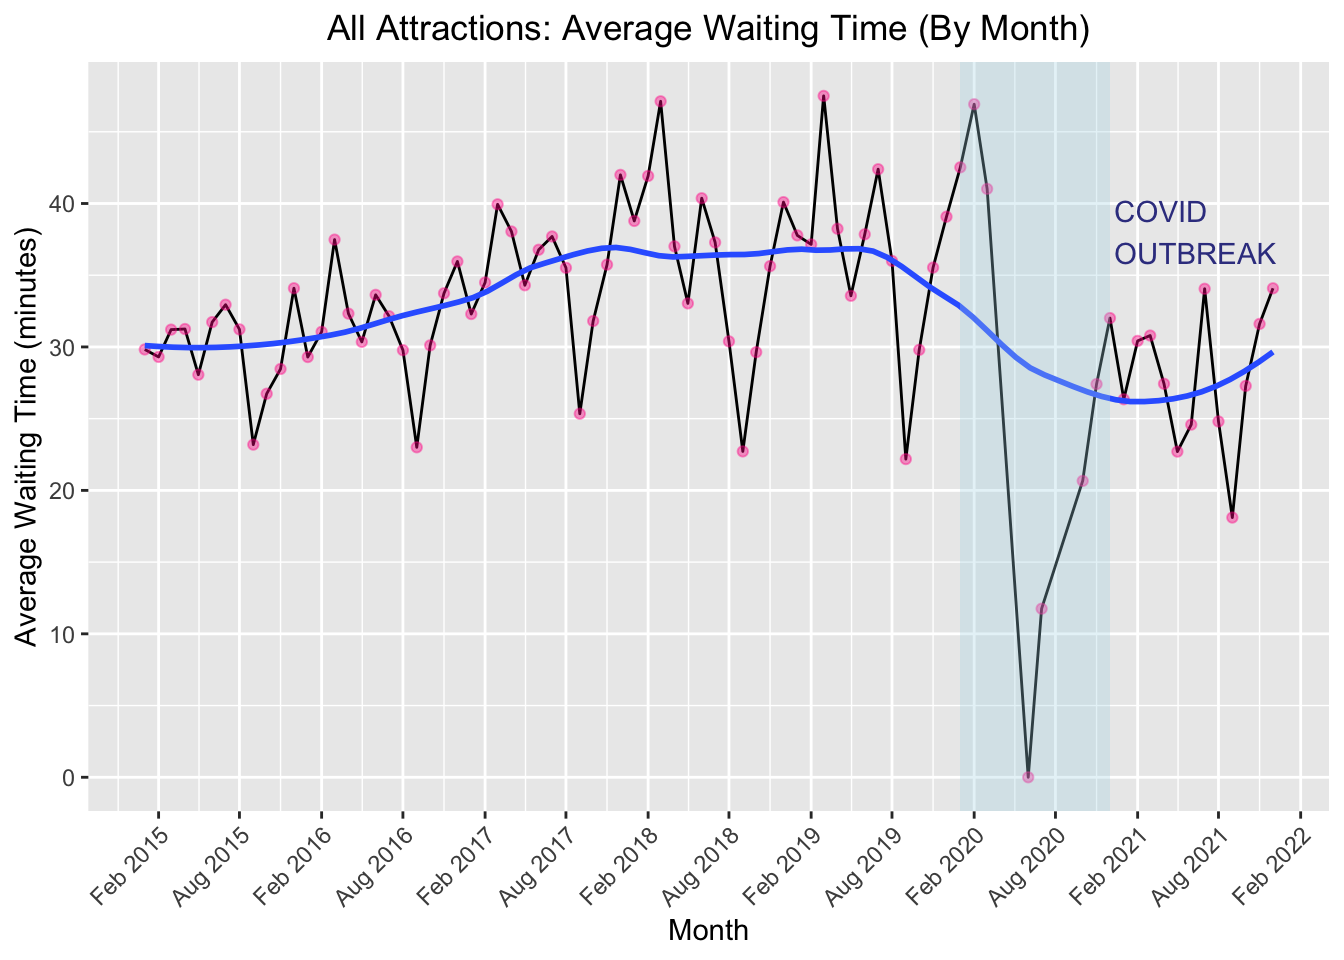 All Attractions: Average Waiting Time (By Month)
Average Waiting Time (minutes)
40
30
20
10
0
COVID
OUTBREAK
Feb 2015
Aug 2015
Feb 2016
Aug 2016
Feb 2017
Aug 2017
Feb 2018
Aug 2018
Feb 2019
Aug 2019
Feb 2020
Aug 2020
Feb 2021
Aug 2021
Feb 2022
Month